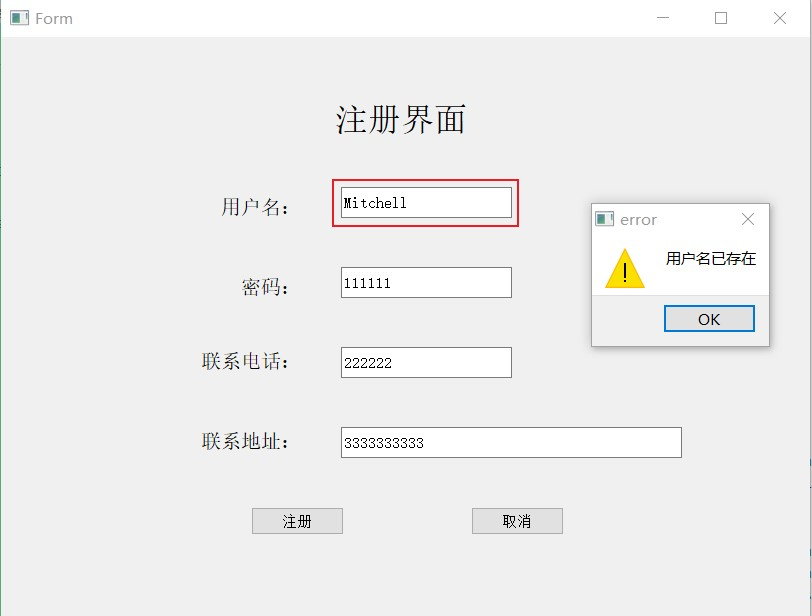 Form
注册界面
用户名：
Mitchell
error
用户名已存在
OK
密码：
111111
联系电话：
222222
联系地址：
3333333333
注册
取消